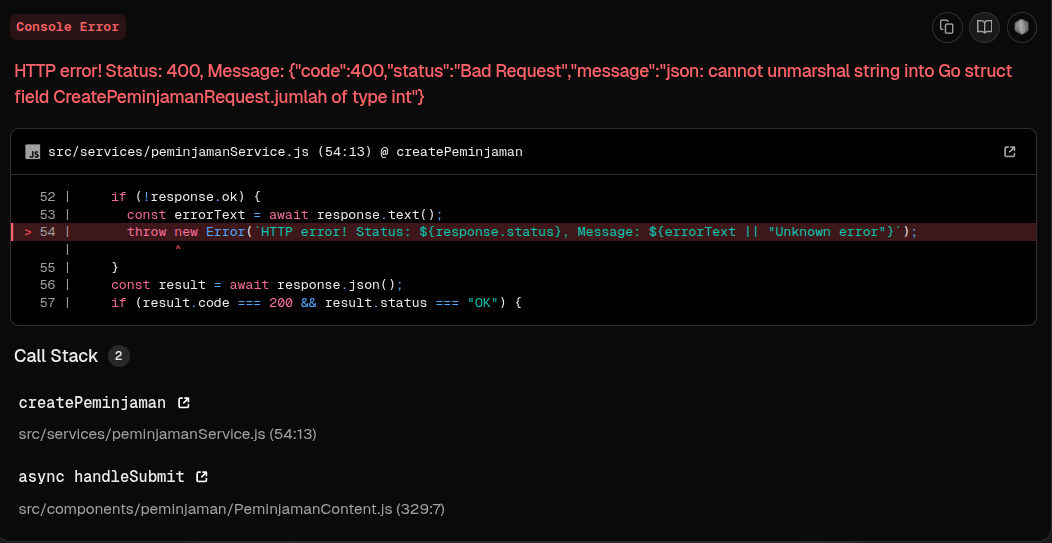 Console Error
HTTP error! Status: 400, Message: {"code":400,"status":"Bad Request","message":"json: cannot unmarshal string into Go struct
field CreatePeminjamanRequest.jumlah of type int"}
JS src/services/peminjamanService.js (54:13) @ createPeminjaman
52 |     if (!response.ok) {
53 |       const errorText = await response.text();
> 54 |       throw new Error(`HTTP error! Status: ${response.status}, Message: ${errorText || "Unknown error"}`);
|             ^
55 |     }
56 |     const result = await response.json();
57 |     if (result.code === 200 && result.status === "OK") {
Call Stack 2
createPeminjaman
src/services/peminjamanService.js (54:13)
async handleSubmit
src/components/peminjaman/PeminjamanContent.js (329:7)